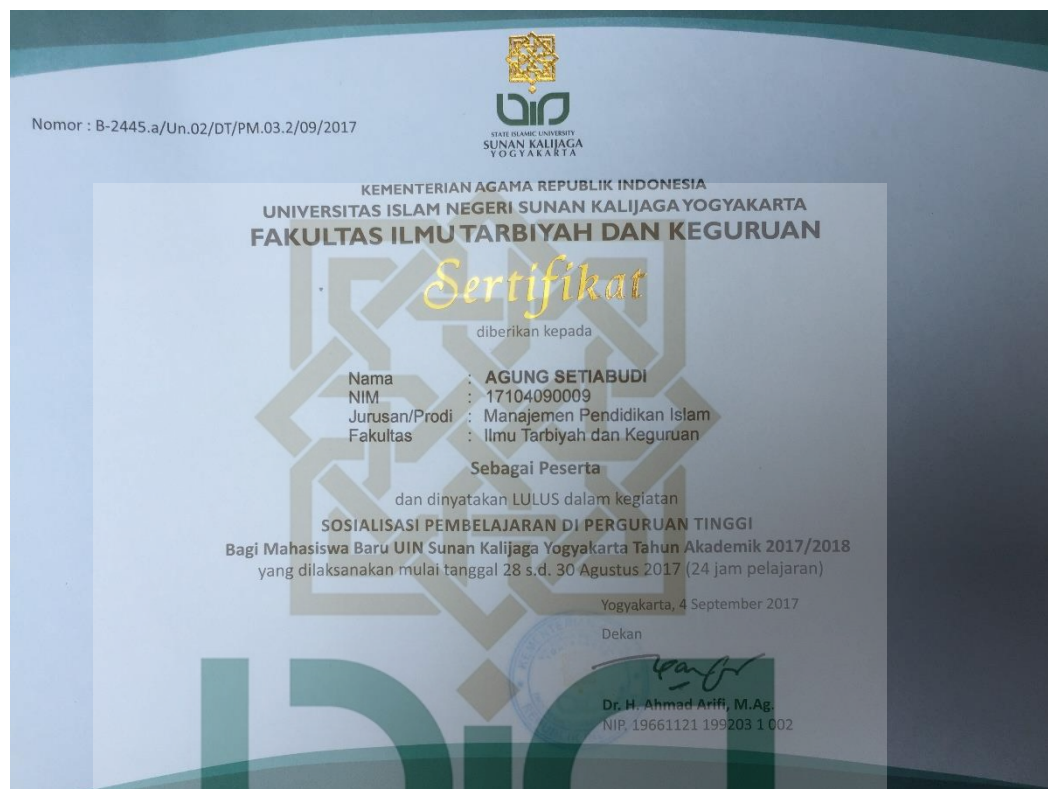 UIN
STATE ISLAMIC UNIVERSITY
SUNAN KALIJAGA
YOGYAKARTA
Nomor : B-2445.a/Un.02/DT/PM.03.2/09/2017
KEMENTERIAN AGAMA REPUBLIK INDONESIA
UNIVERSITAS ISLAM NEGERI SUNAN KALIJAGA YOGYAKARTA
FAKULTAS ILMU TARBIYAH DAN KEGURUAN
Sertifikat
diberikan kepada
Nama : AGUNG SETIABUDI
NIM : 17104090009
Jurusan/Prodi : Manajemen Pendidikan Islam
Fakultas : Ilmu Tarbiyah dan Keguruan
Sebagai Peserta
dan dinyatakan LULUS dalam kegiatan
SOSIALISASI PEMBELAJARAN DI PERGURUAN TINGGI
Bagi Mahasiswa Baru UIN Sunan Kalijaga Yogyakarta Tahun Akademik 2017/2018
yang dilaksanakan mulai tanggal 28 s.d. 30 Agustus 2017 (24 jam pelajaran)
Yogyakarta, 4 September 2017
Dekan
Dr. H. Ahmad Arifi, M.Ag.
NIP. 19661121 199203 1 002